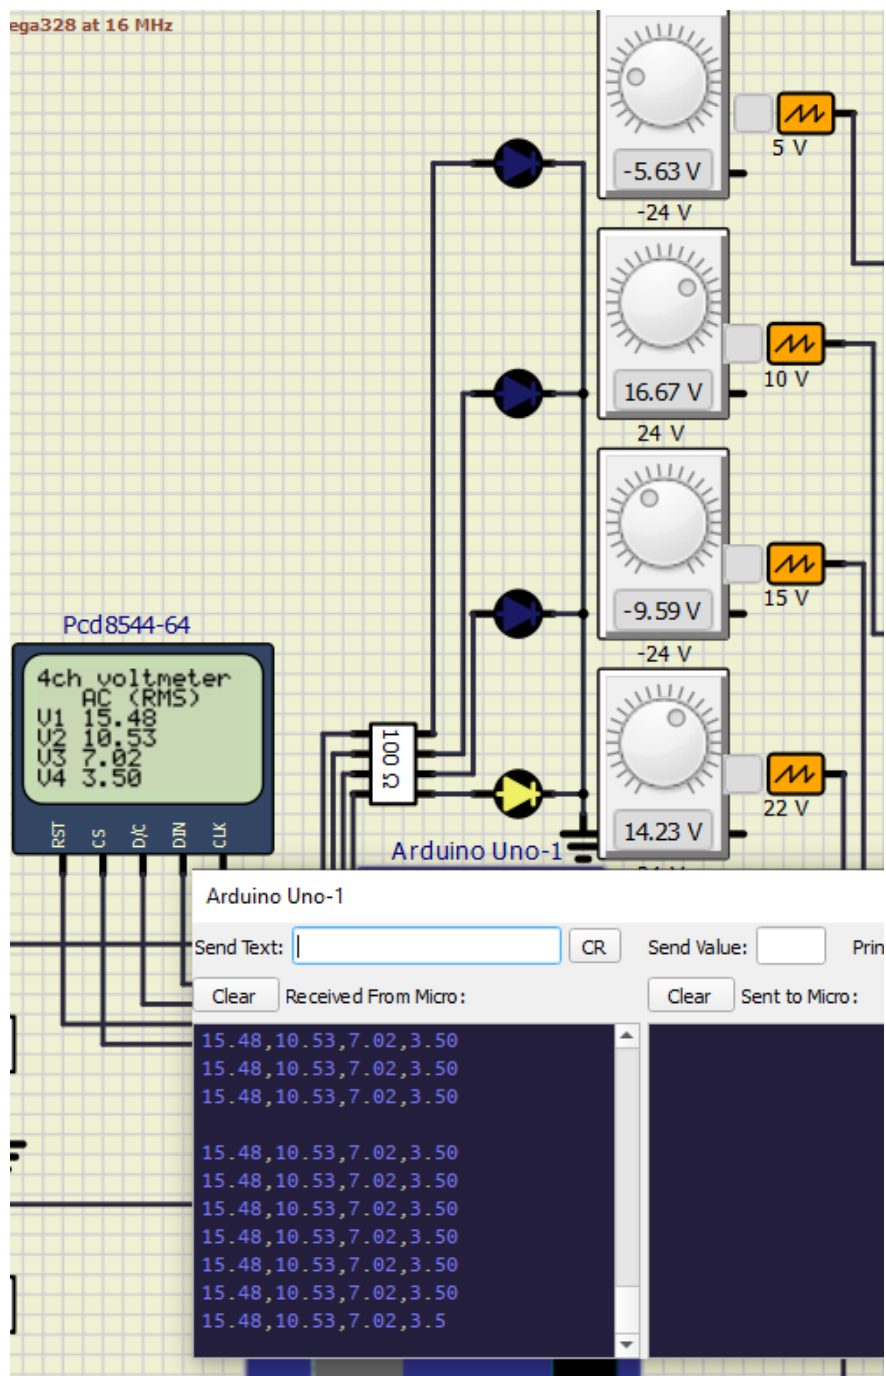 ega328 at 16 MHz
5 V
-5.63 V
-24 V
10 V
16.67 V
24 V
15 V
-9.59 V
-24 V
22 V
14.23 V
Pcd8544-64
4ch voltmeter
AC (RMS)
V1 15.48
V2 10.53
V3 7.02
V4 3.50
RST CS D/C DIN CLK
100 Ω
Arduino Uno-1
Arduino Uno-1
Send Text: CR Send Value: Prin
Clear Received From Micro: Clear Sent to Micro:
15.48,10.53,7.02,3.50
15.48,10.53,7.02,3.50
15.48,10.53,7.02,3.50
15.48,10.53,7.02,3.50
15.48,10.53,7.02,3.50
15.48,10.53,7.02,3.50
15.48,10.53,7.02,3.50
15.48,10.53,7.02,3.50
15.48,10.53,7.02,3.50
15.48,10.53,7.02,3.5